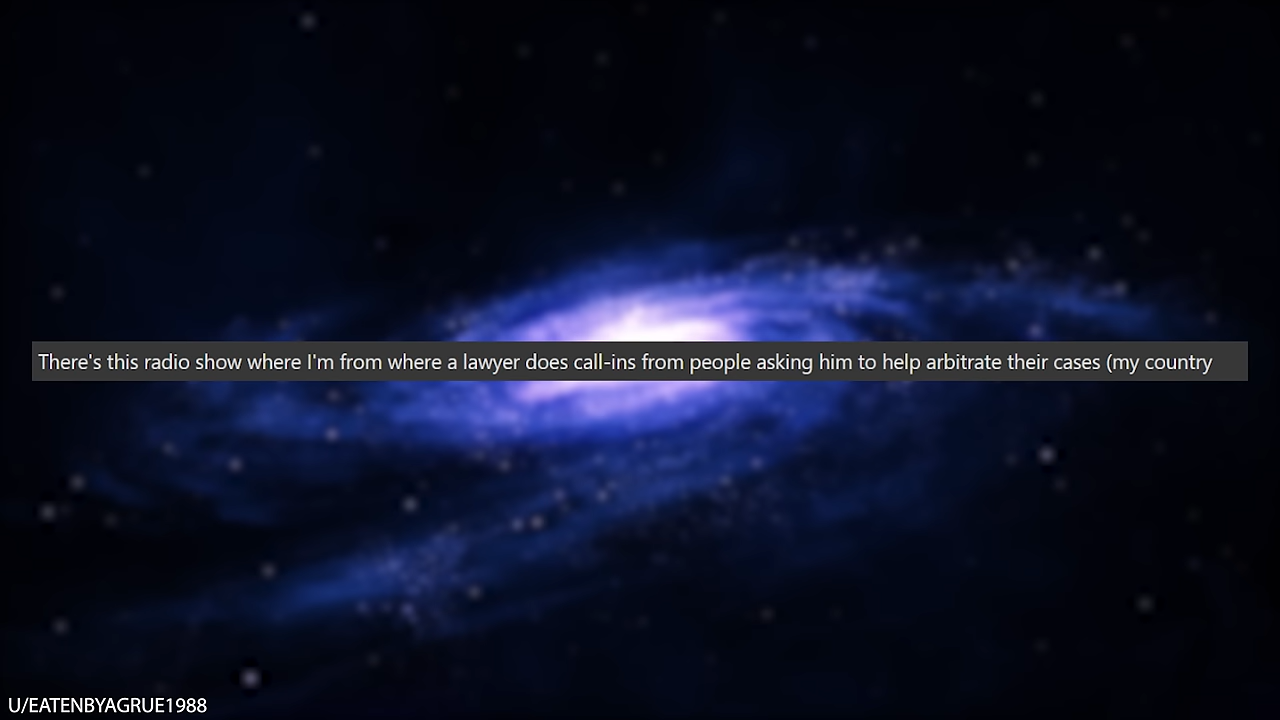 There's this radio show where I'm from where a lawyer does call-ins from people asking him to help arbitrate their cases (my country
U/EATENBYAGRUE1988